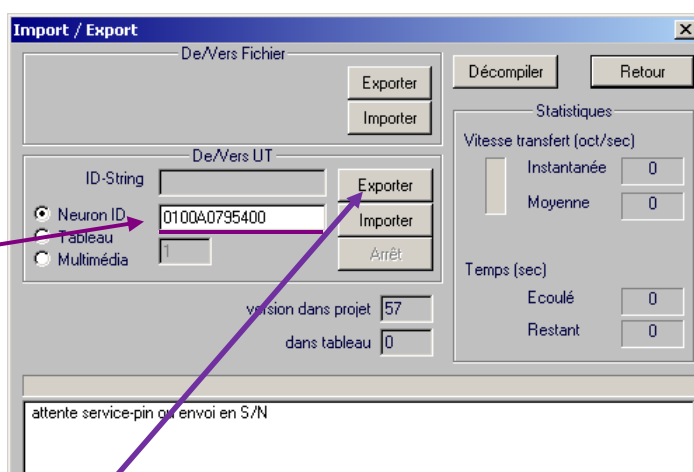 Import / Export
De/Vers Fichier
Exporter
Importer
Décompiler
Retour
De/Vers UT
ID-String
Exporter
Neuron ID
0100A0795400
Importer
Tableau
Multimédia
1
Arrêt
version dans projet 57
dans tableau 0
Statistiques
Vitesse transfert (oct/sec)
Instantanée 0
Moyenne 0
Temps (sec)
Ecoulé 0
Restant 0
attente service-pin ou envoi en S/N